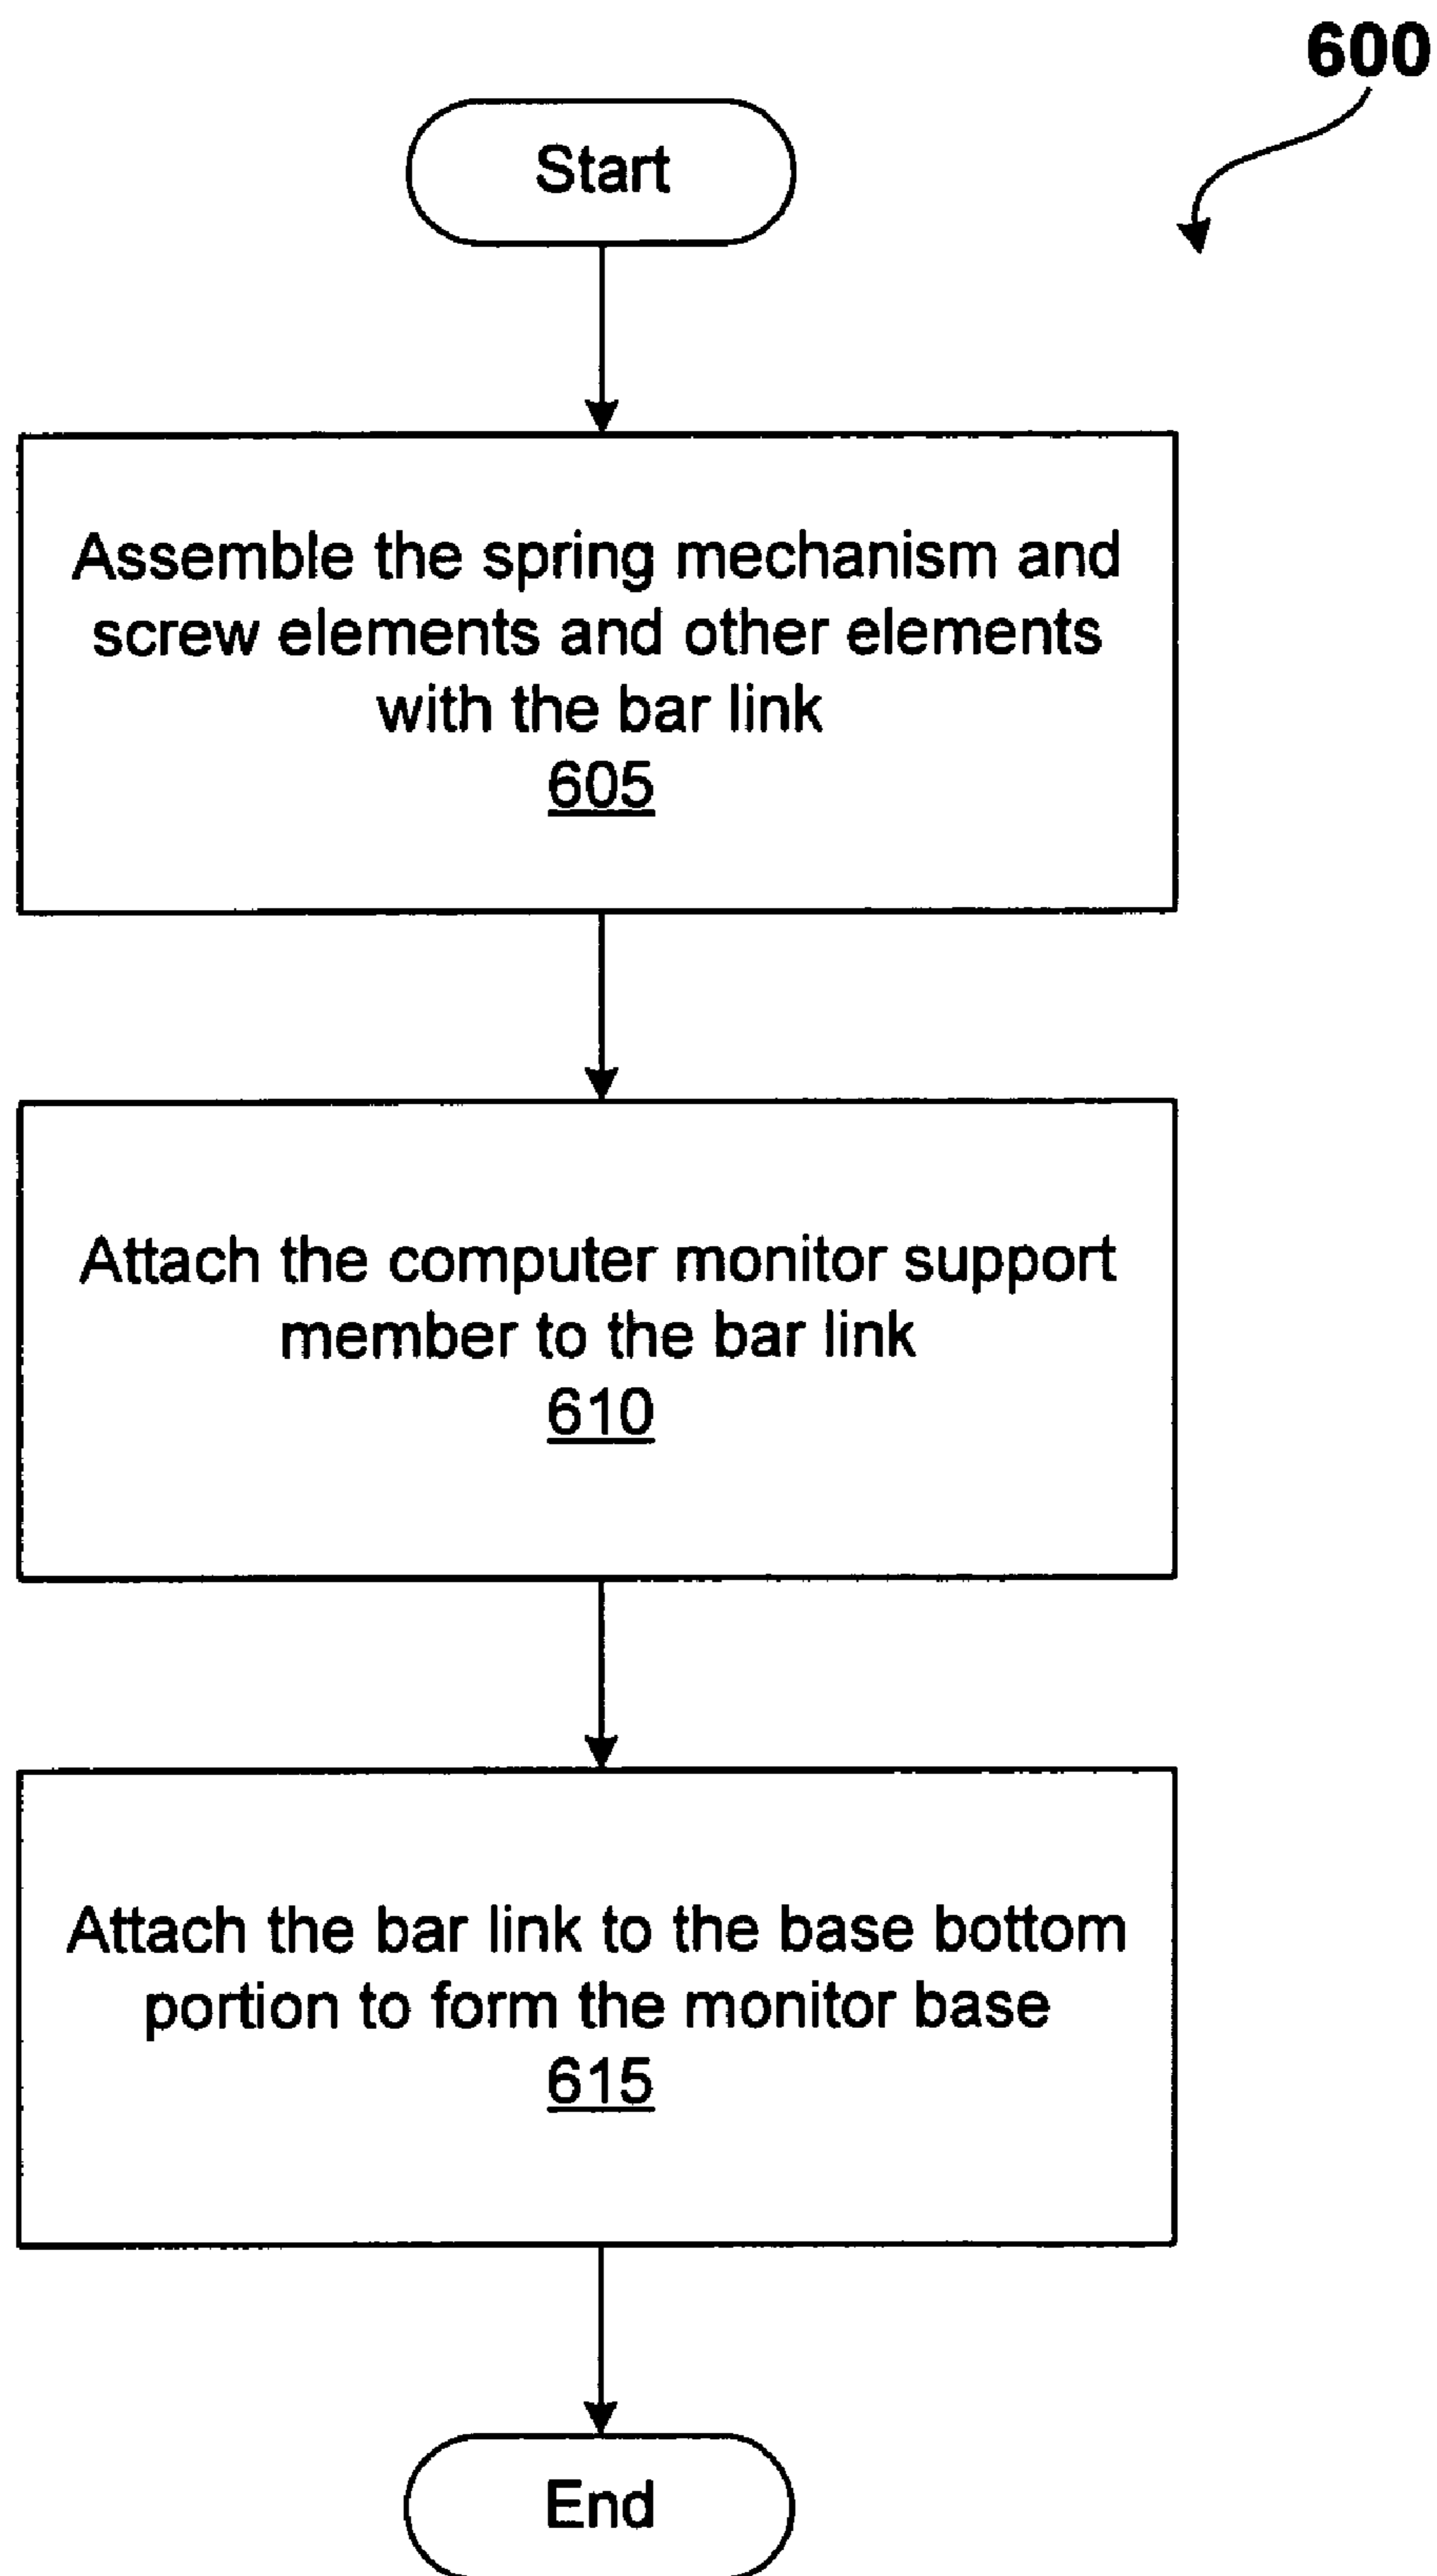 600
Start
Assemble the spring mechanism and
screw elements and other elements
with the bar link
605
Attach the computer monitor support
member to the bar link
610
Attach the bar link to the base bottom
portion to form the monitor base
615
End